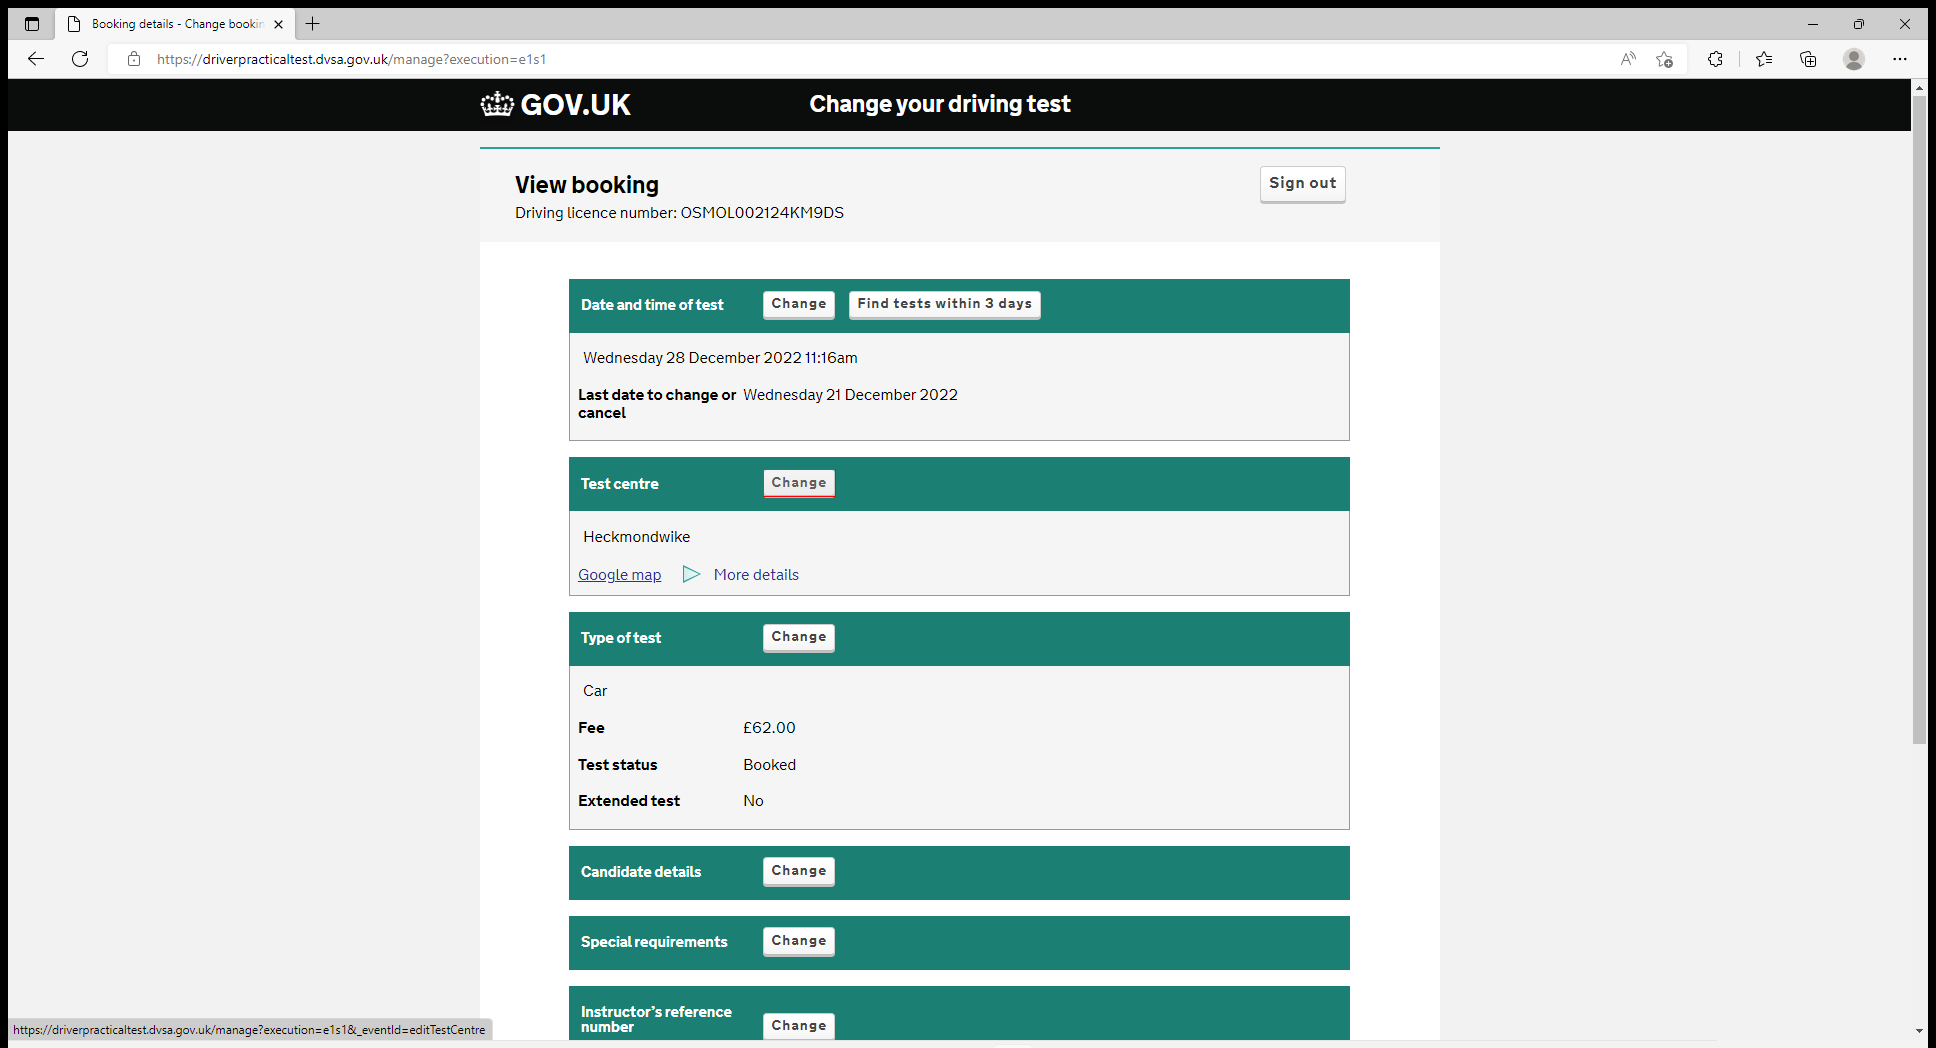 Booking details - Change bookin
https://driverpracticaltest.dvsa.gov.uk/manage?execution=e1s1
GOV.UK
Change your driving test
View booking
Sign out
Driving licence number: OSMOL002124KM9DS
Date and time of test Change Find tests within 3 days
Wednesday 28 December 2022 11:16am
Last date to change or Wednesday 21 December 2022
cancel
Test centre Change
Heckmondwike
Google map More details
Type of test Change
Car
Fee £62.00
Test status Booked
Extended test No
Candidate details Change
Special requirements Change
Instructor's reference
number Change
https://driverpracticaltest.dvsa.gov.uk/manage?execution=e1s1&_eventId=editTestCentre